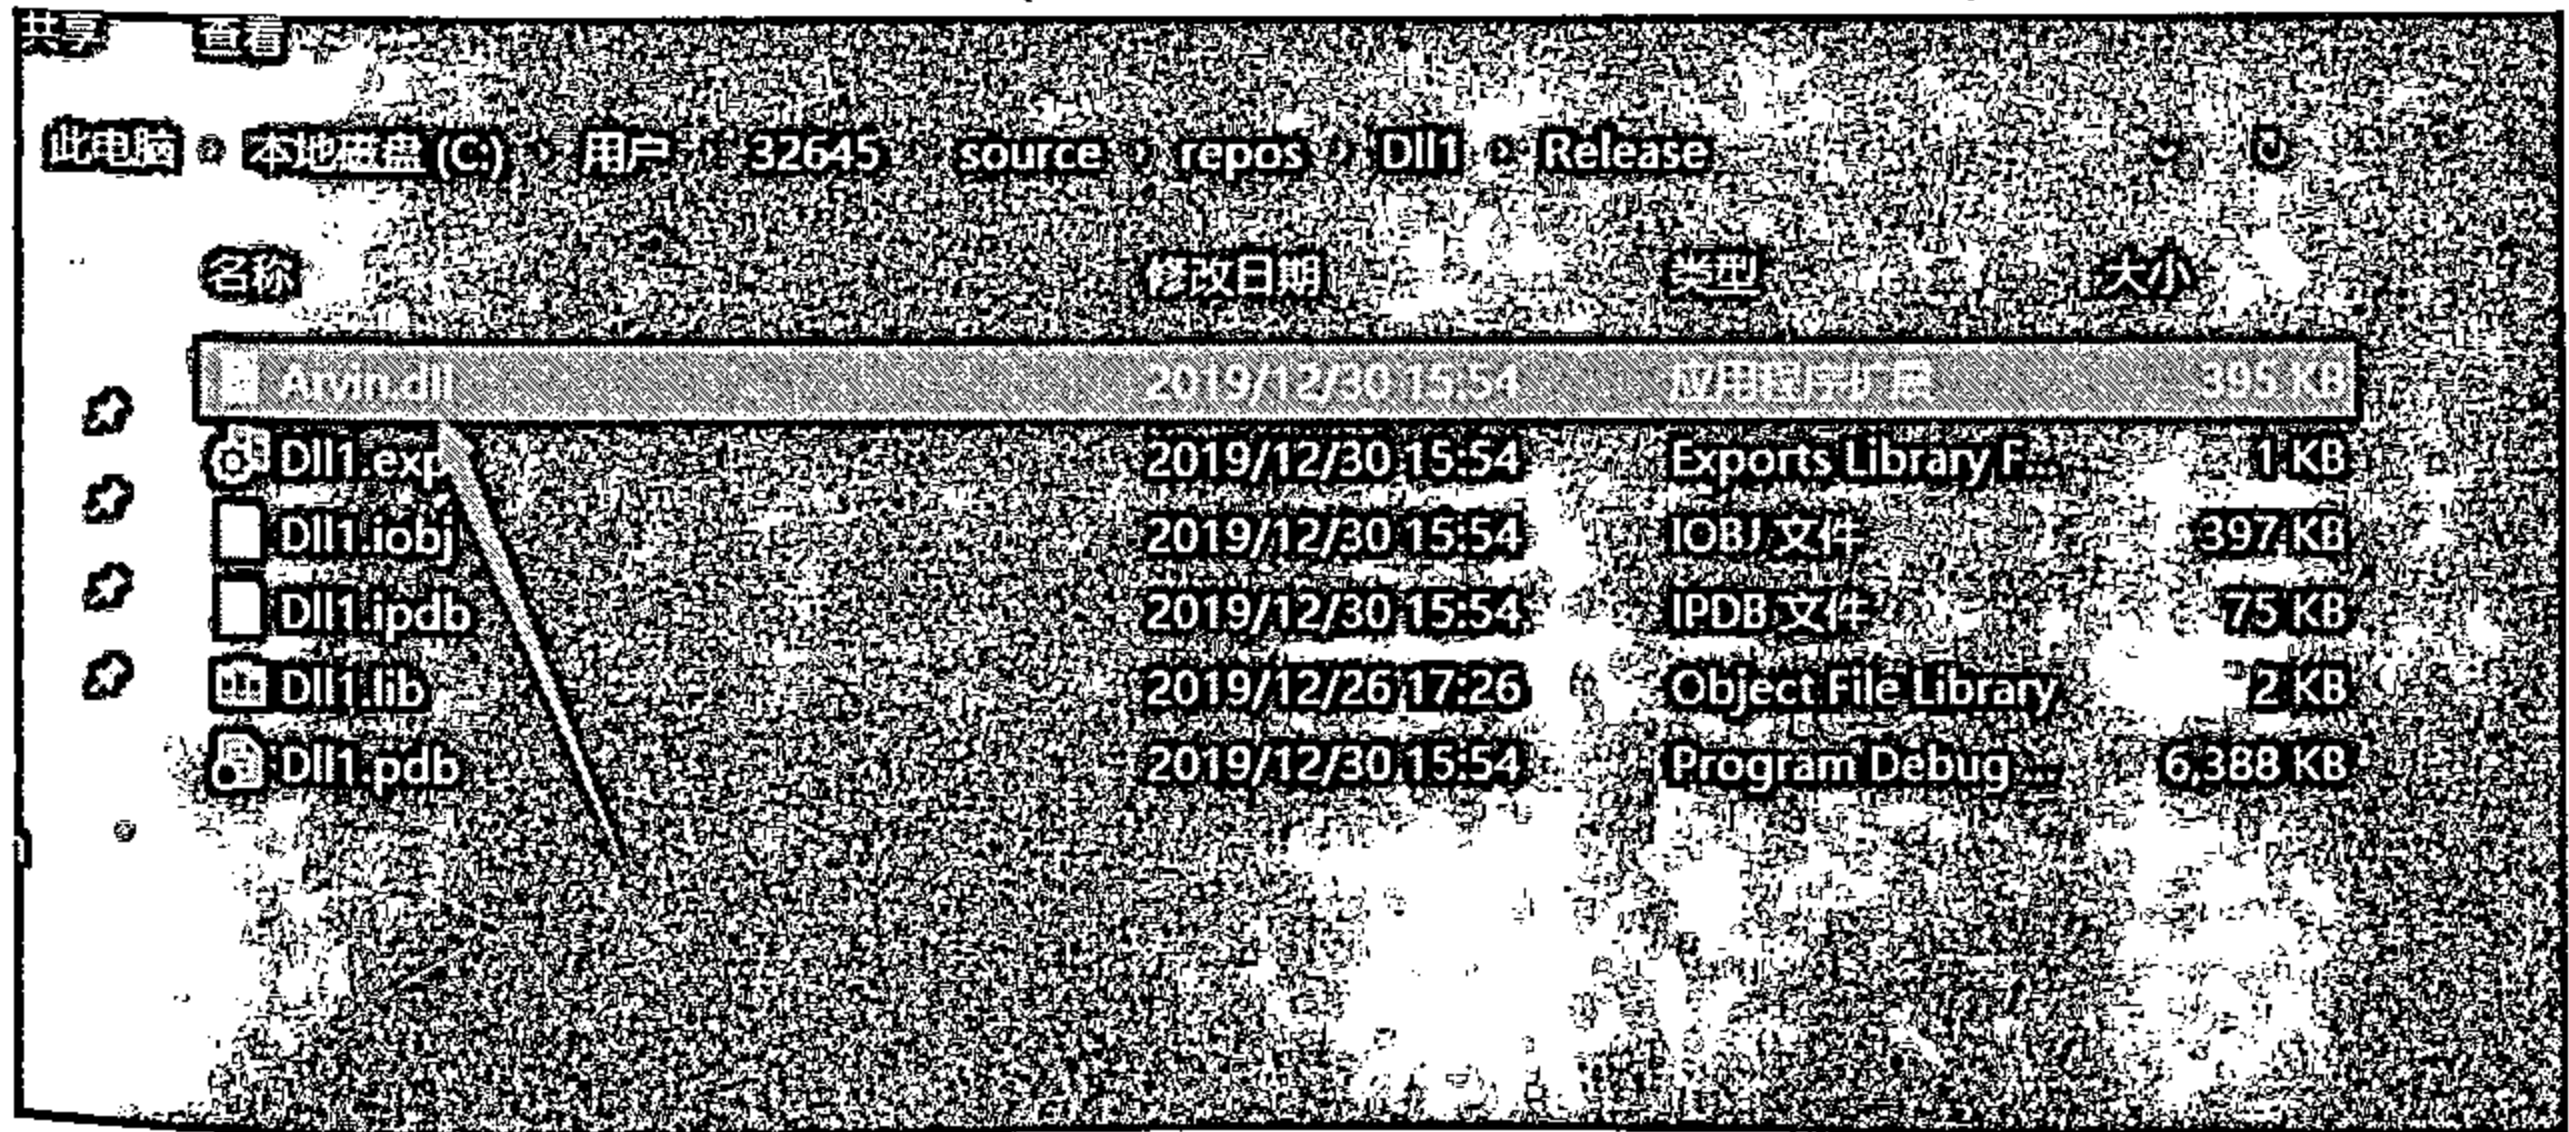 共享 查看
此电脑 › 本地磁盘 (C:) › 用户 › 32645 › source › repos › Dll1 › Release
名称 修改日期 类型 大小
Arvin.dll 2019/12/30 15:54 应用程序扩展 395 KB
Dll1.exp 2019/12/30 15:54 Exports Library F... 1 KB
Dll1.iobj 2019/12/30 15:54 IOBJ 文件 397 KB
Dll1.ipdb 2019/12/30 15:54 IPDB 文件 75 KB
Dll1.lib 2019/12/26 17:26 Object File Library 2 KB
Dll1.pdb 2019/12/30 15:54 Program Debug ... 6,388 KB